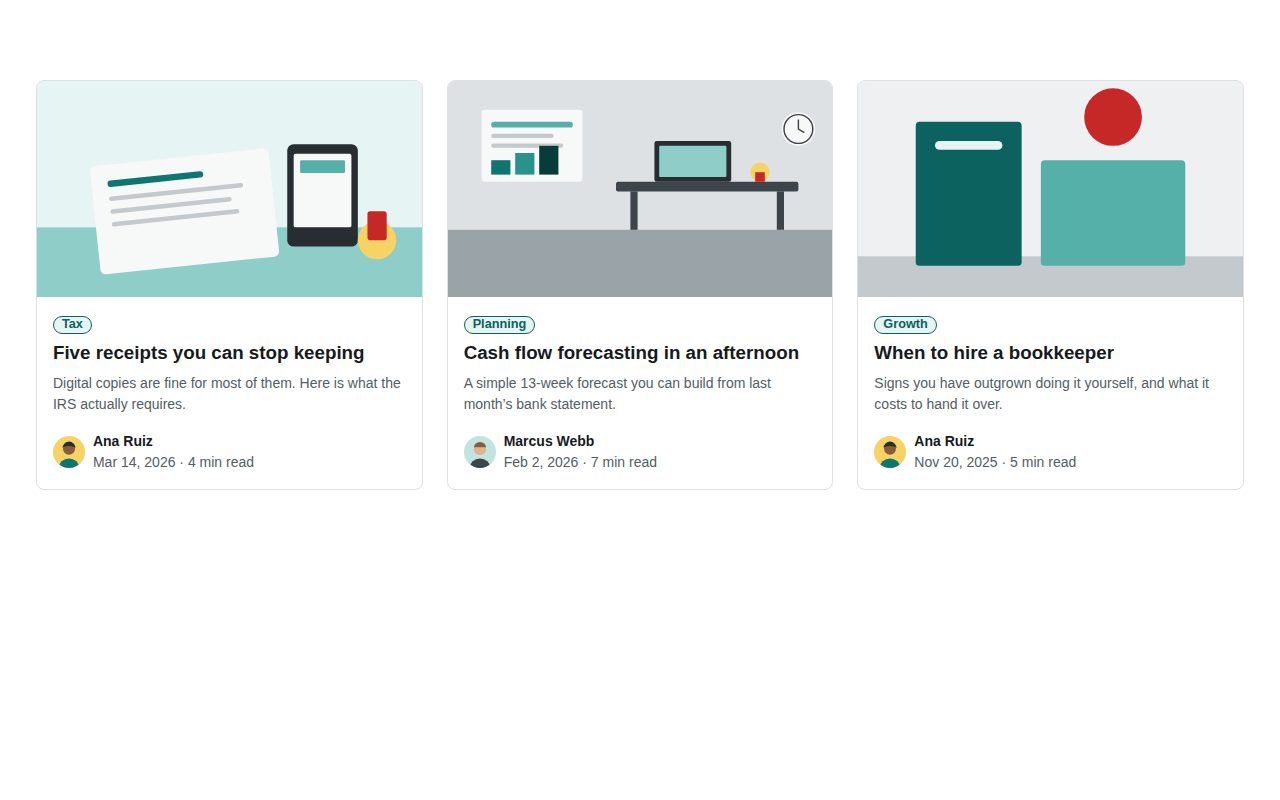 Tax
Five receipts you can stop keeping
Digital copies are fine for most of them. Here is what the
IRS actually requires.
Ana Ruiz
Mar 14, 2026 · 4 min read
Planning
Cash flow forecasting in an afternoon
A simple 13-week forecast you can build from last
month’s bank statement.
Marcus Webb
Feb 2, 2026 · 7 min read
Growth
When to hire a bookkeeper
Signs you have outgrown doing it yourself, and what it
costs to hand it over.
Ana Ruiz
Nov 20, 2025 · 5 min read